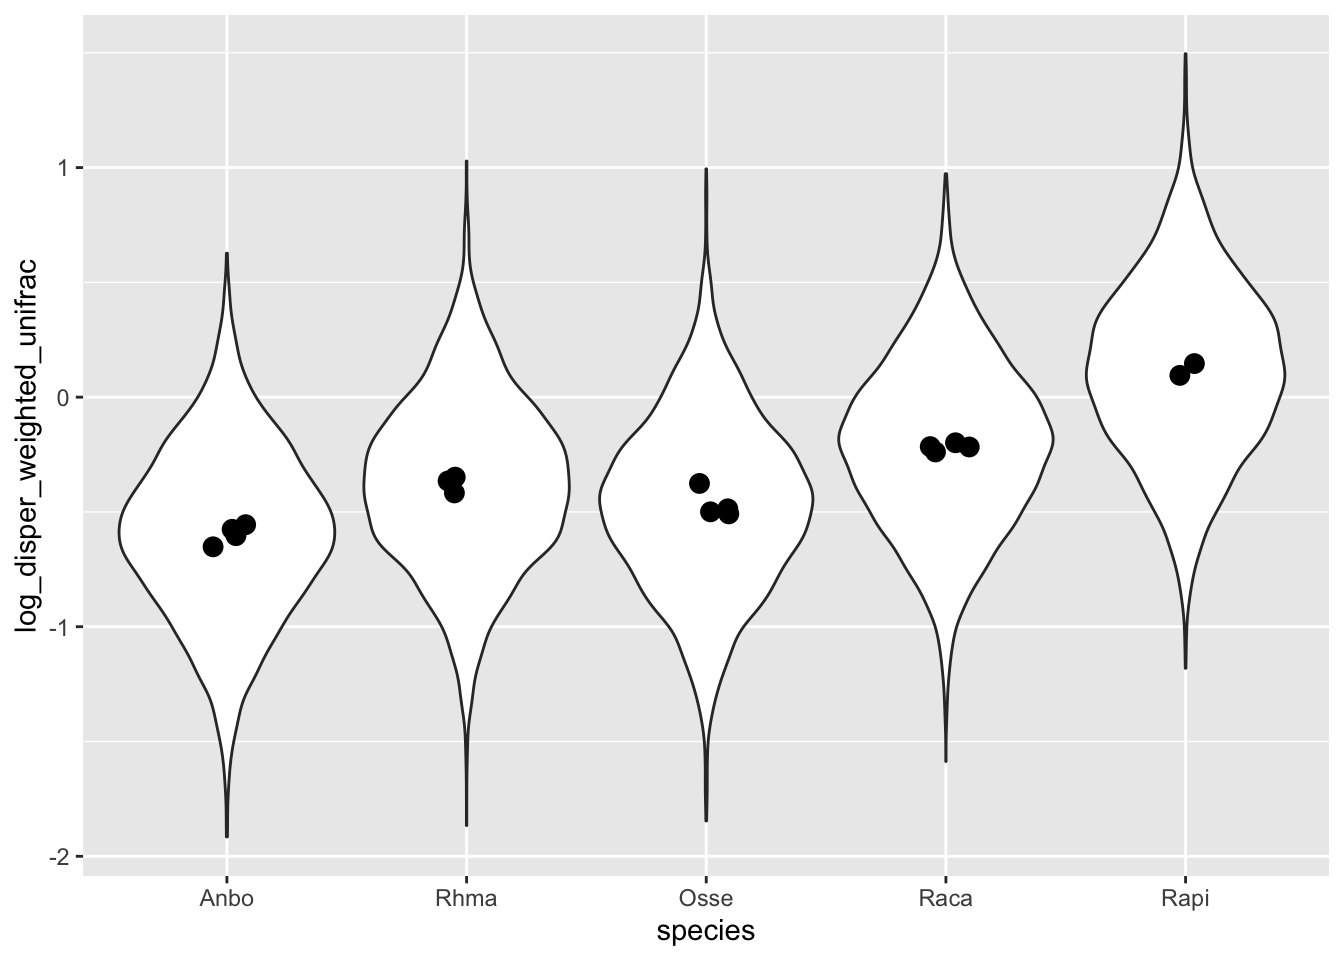 log_disper_weighted_unifrac
1
0
-1
-2
Anbo Rhma Osse Raca Rapi
species